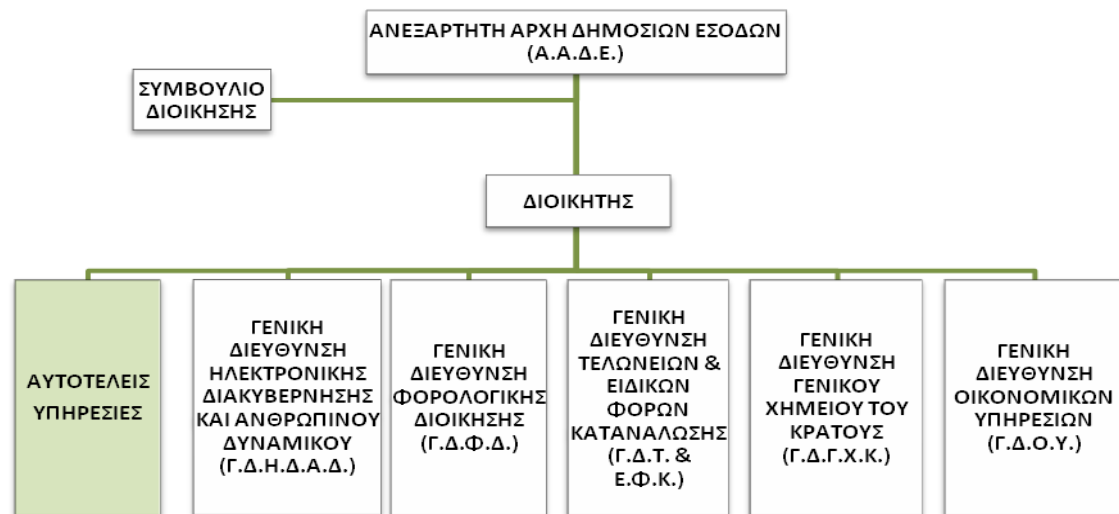 ΑΝΕΞΑΡΤΗΤΗ ΑΡΧΗ ΔΗΜΟΣΙΩΝ ΕΣΟΔΩΝ
(Α.Α.Δ.Ε.)
ΣΥΜΒΟΥΛΙΟ
ΔΙΟΙΚΗΣΗΣ
ΔΙΟΙΚΗΤΗΣ
ΑΥΤΟΤΕΛΕΙΣ
ΥΠΗΡΕΣΙΕΣ
ΓΕΝΙΚΗ
ΔΙΕΥΘΥΝΣΗ
ΗΛΕΚΤΡΟΝΙΚΗΣ
ΔΙΑΚΥΒΕΡΝΗΣΗΣ
ΚΑΙ ΑΝΘΡΩΠΙΝΟΥ
ΔΥΝΑΜΙΚΟΥ
(Γ.Δ.Η.Δ.Α.Δ.)
ΓΕΝΙΚΗ
ΔΙΕΥΘΥΝΣΗ
ΦΟΡΟΛΟΓΙΚΗΣ
ΔΙΟΙΚΗΣΗΣ
(Γ.Δ.Φ.Δ.)
ΓΕΝΙΚΗ
ΔΙΕΥΘΥΝΣΗ
ΤΕΛΩΝΕΙΩΝ &
ΕΙΔΙΚΩΝ
ΦΟΡΩΝ
ΚΑΤΑΝΑΛΩΣΗΣ
(Γ.Δ.Τ. &
Ε.Φ.Κ.)
ΓΕΝΙΚΗ
ΔΙΕΥΘΥΝΣΗ
ΓΕΝΙΚΟΥ
ΧΗΜΕΙΟΥ ΤΟΥ
ΚΡΑΤΟΥΣ
(Γ.Δ.Γ.Χ.Κ.)
ΓΕΝΙΚΗ
ΔΙΕΥΘΥΝΣΗ
ΟΙΚΟΝΟΜΙΚΩΝ
ΥΠΗΡΕΣΙΩΝ
(Γ.Δ.Ο.Υ.)